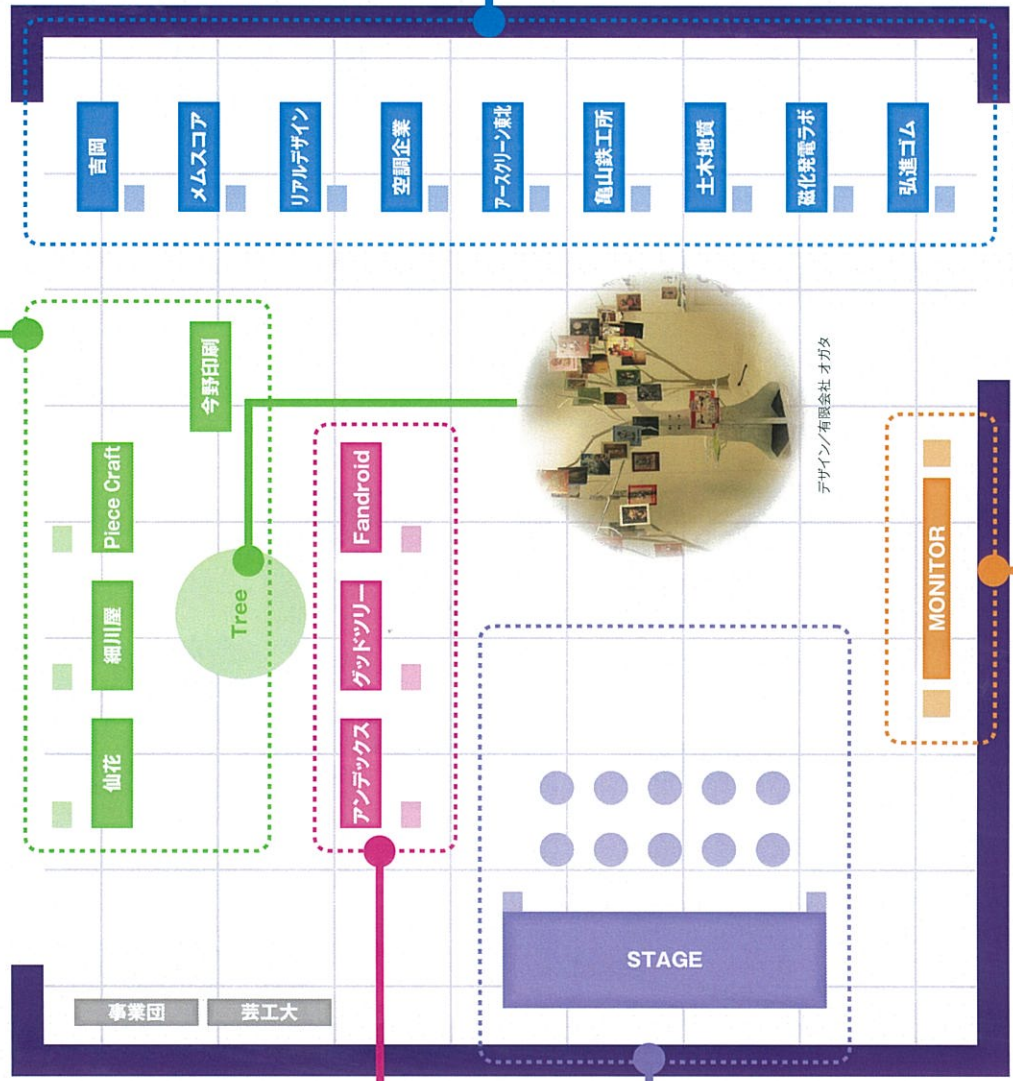 吉岡
メムスコア
リアルデザイン
空調企業
アースクリーン東北
亀山鉄工所
土木地質
磁化発電ラボ
弘進ゴム
今野印刷
Piece Craft
細川屋
仙花
Tree
Fandroid
グッドツリー
アンデックス
デザイン/有限会社 オガタ
MONITOR
STAGE
事業団
芸工大